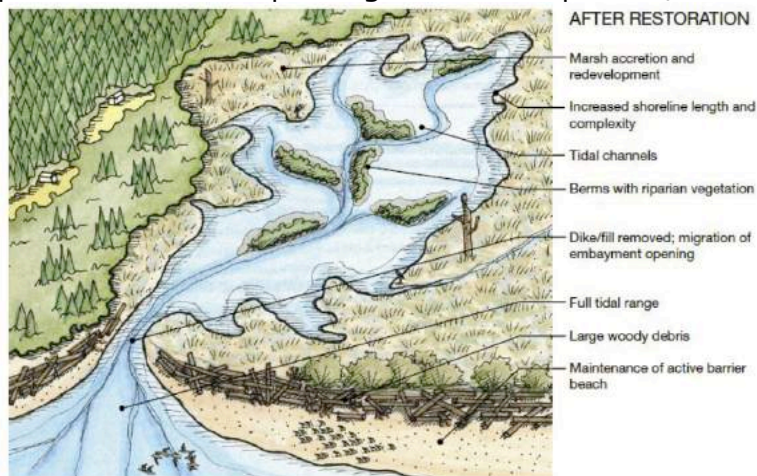 AFTER RESTORATION
Marsh accretion and
redevelopment
Increased shoreline length and
complexity
Tidal channels
Berms with riparian vegetation
Dike/fill removed; migration of
embayment opening
Full tidal range
Large woody debris
Maintenance of active barrier
beach